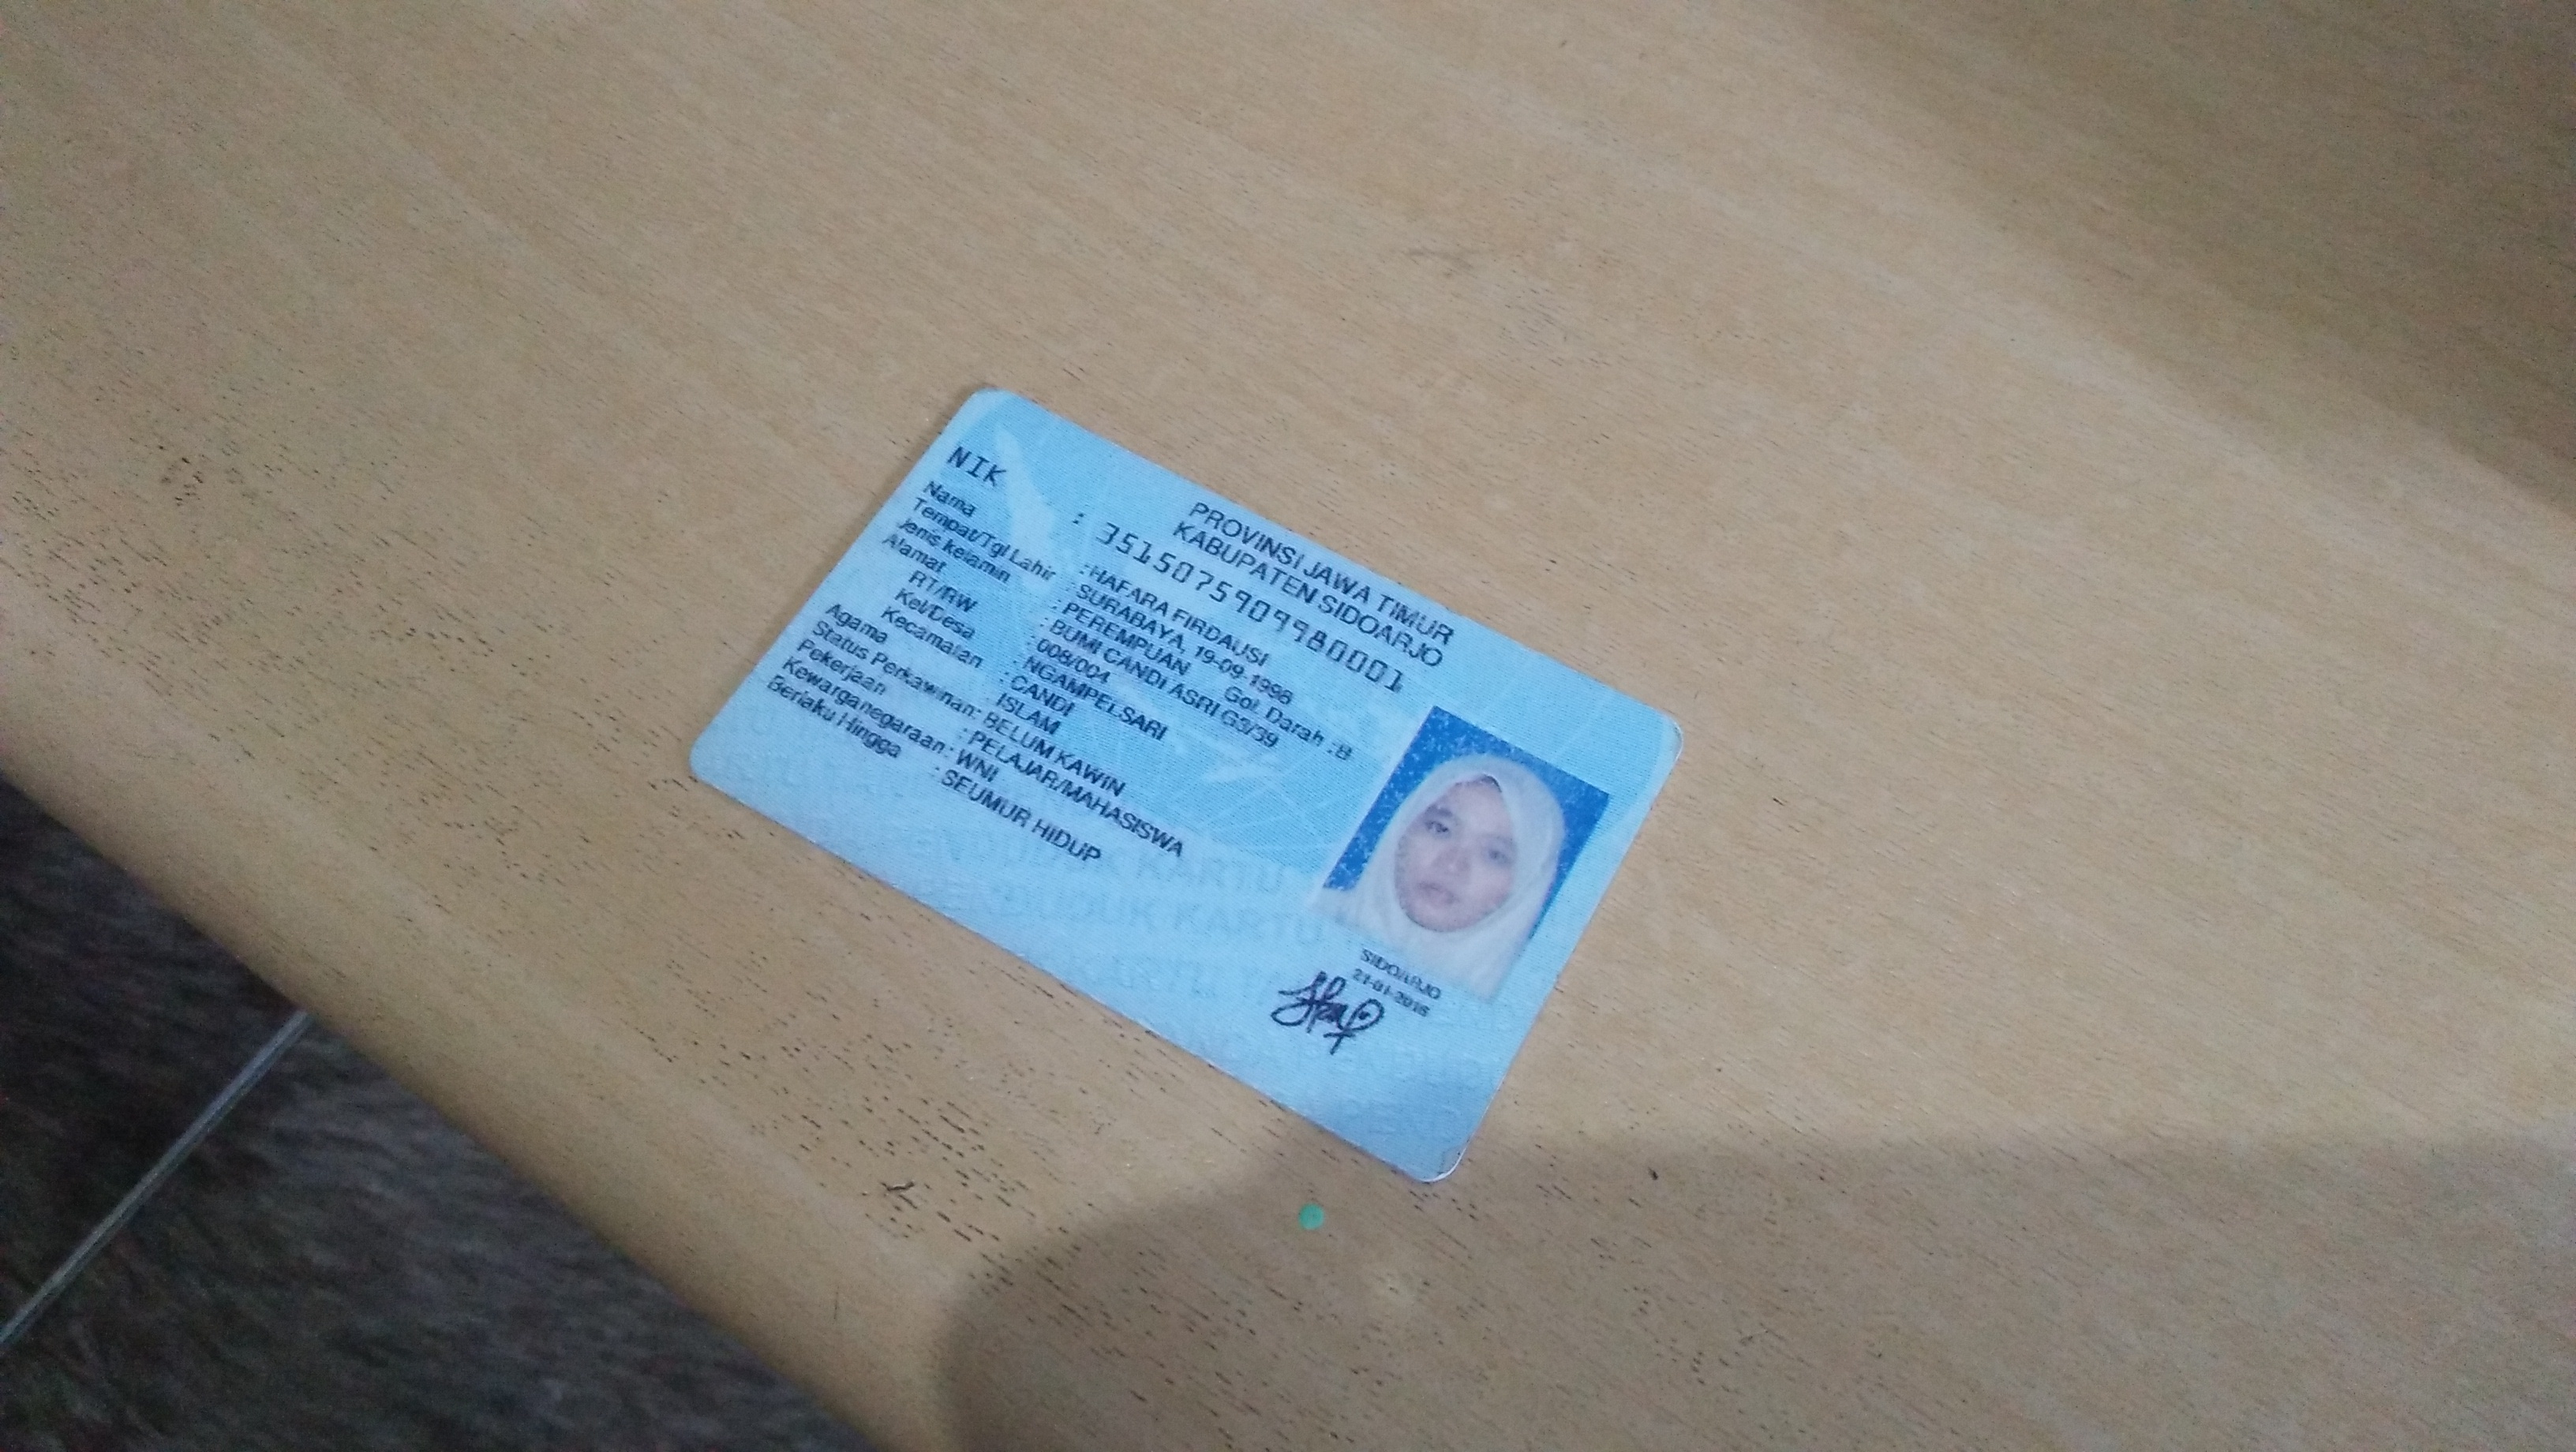 PROVINSI JAWA TIMUR
KABUPATEN SIDOARJO
NIK : 3515075909980001
Nama : HAFARA FIRDAUSI
Tempat/Tgl Lahir : SURABAYA, 19-09-1998
Jenis kelamin : PEREMPUAN Gol. Darah : B
Alamat : BUMI CANDI ASRI G3/39
RT/RW : 008/004
Kel/Desa : NGAMPELSARI
Kecamatan : CANDI
Agama : ISLAM
Status Perkawinan: BELUM KAWIN
Pekerjaan : PELAJAR/MAHASISWA
Kewarganegaraan: WNI
Berlaku Hingga : SEUMUR HIDUP
SIDOARJO
21-01-2016